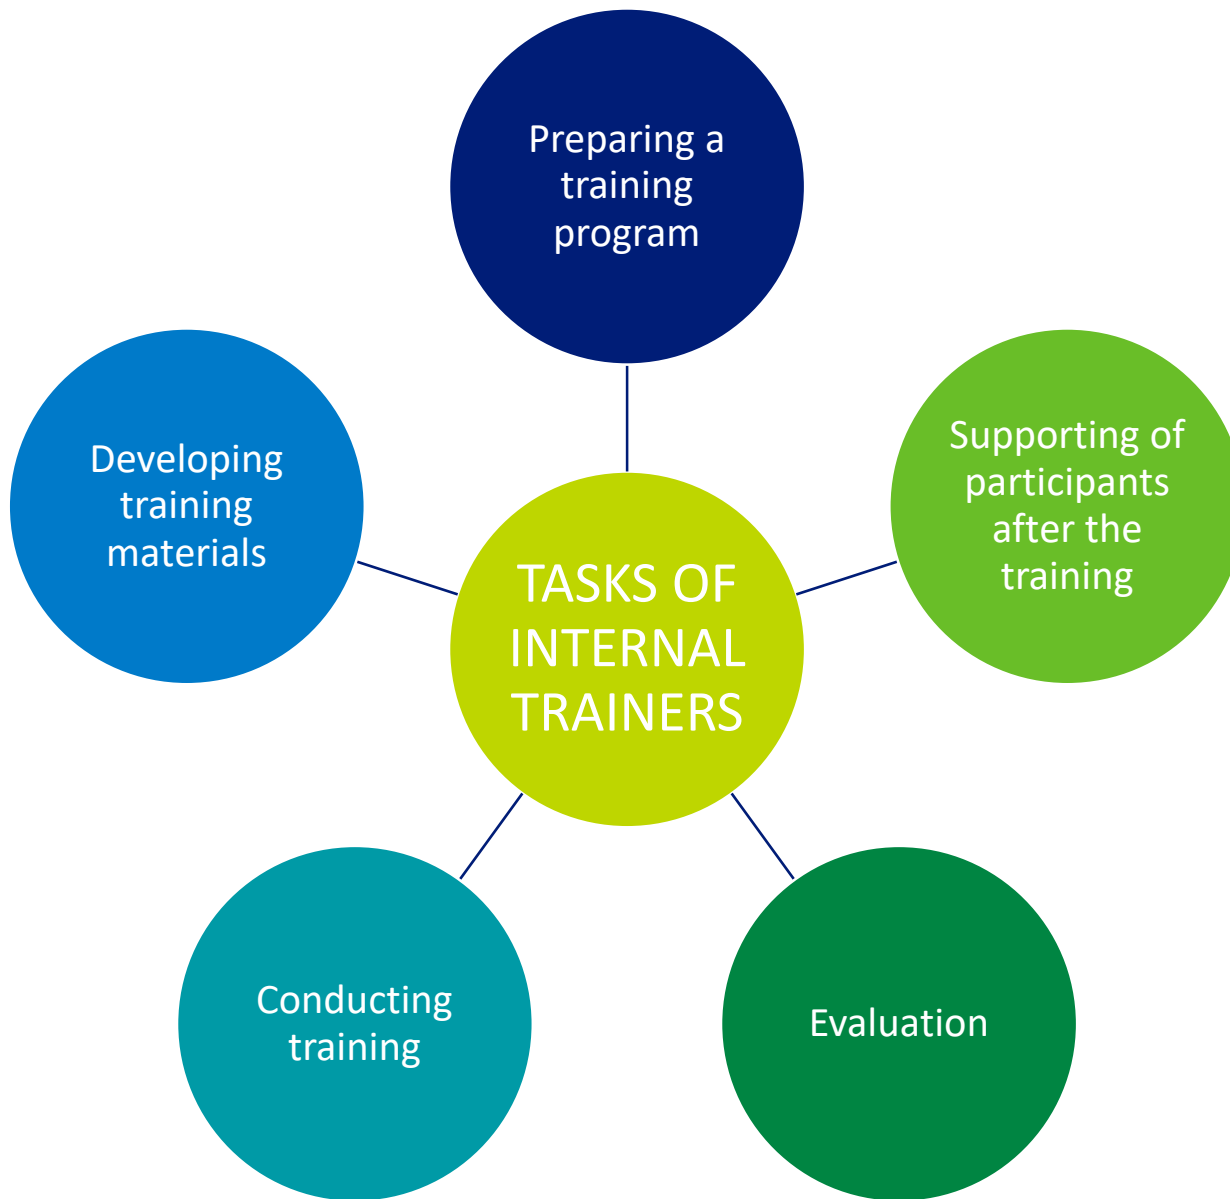 Preparing a
training
program
Supporting of
participants
after the
training
Developing
training
materials
TASKS OF
INTERNAL
TRAINERS
Conducting
training
Evaluation